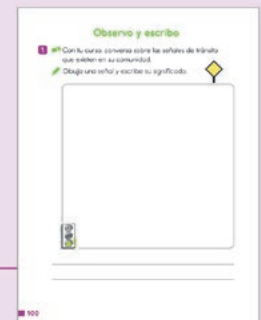 Observo y escribo
1 Con tu curso conversa sobre las señales de tránsito
que existen en su comunidad.
Dibuja una señal y escribe su significado.
100